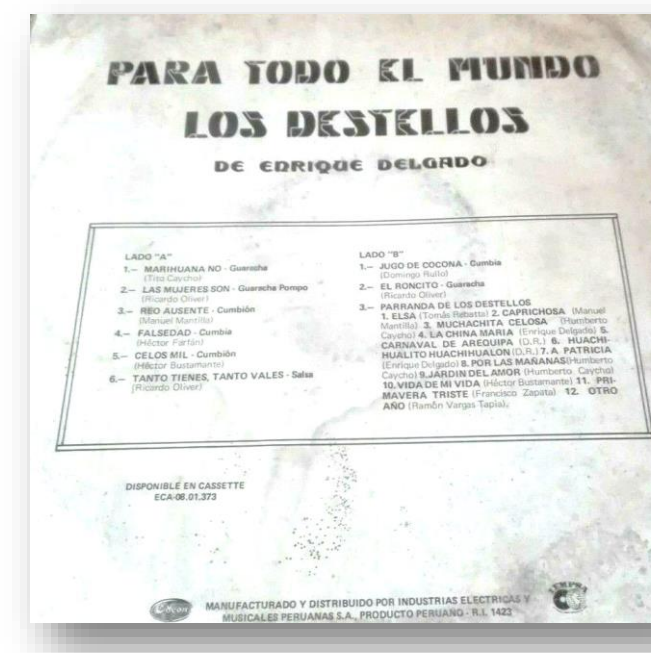 PARA TODO EL MUNDO
LOS DESTELLOS
DE ENRIQUE DELGADO
LADO "A"
1.— MARIHUANA NO - Guaracha
(Tito Caycho)
2.— LAS MUJERES SON - Guaracha Pompo
(Ricardo Oliver)
3.— REO AUSENTE - Cumbión
(Manuel Mantilla)
4.— FALSEDAD - Cumbia
(Héctor Farfán)
5.— CELOS MIL - Cumbión
(Héctor Bustamante)
6.— TANTO TIENES, TANTO VALES - Salsa
(Ricardo Oliver)
LADO "B"
1.— JUGO DE COCONA - Cumbia
(Domingo Rullo)
2.— EL RONCITO - Guaracha
(Ricardo Oliver)
3.— PARRANDA DE LOS DESTELLOS
1. ELSA (Tomás Rebatta) 2. CAPRICHOSA (Manuel
Mantilla) 3. MUCHACHITA CELOSA (Humberto
Caycho) 4. LA CHINA MARIA (Enrique Delgado) 5.
CARNAVAL DE AREQUIPA (D.R.) 6. HUACHI-
HUALITO HUACHIHUALON (D.R.) 7. A PATRICIA
(Enrique Delgado) 8. POR LAS MAÑANAS(Humberto
Caycho) 9.JARDIN DEL AMOR (Humberto Caycho)
10. VIDA DE MI VIDA (Héctor Bustamante) 11. PRI-
MAVERA TRISTE (Francisco Zapata) 12. OTRO
AÑO (Ramón Vargas Tapia).
DISPONIBLE EN CASSETTE
ECA-08.01.373
Odeon
MANUFACTURADO Y DISTRIBUIDO POR INDUSTRIAS ELECTRICAS Y
MUSICALES PERUANAS S.A., PRODUCTO PERUANO - R.I. 1423
IEMPSA